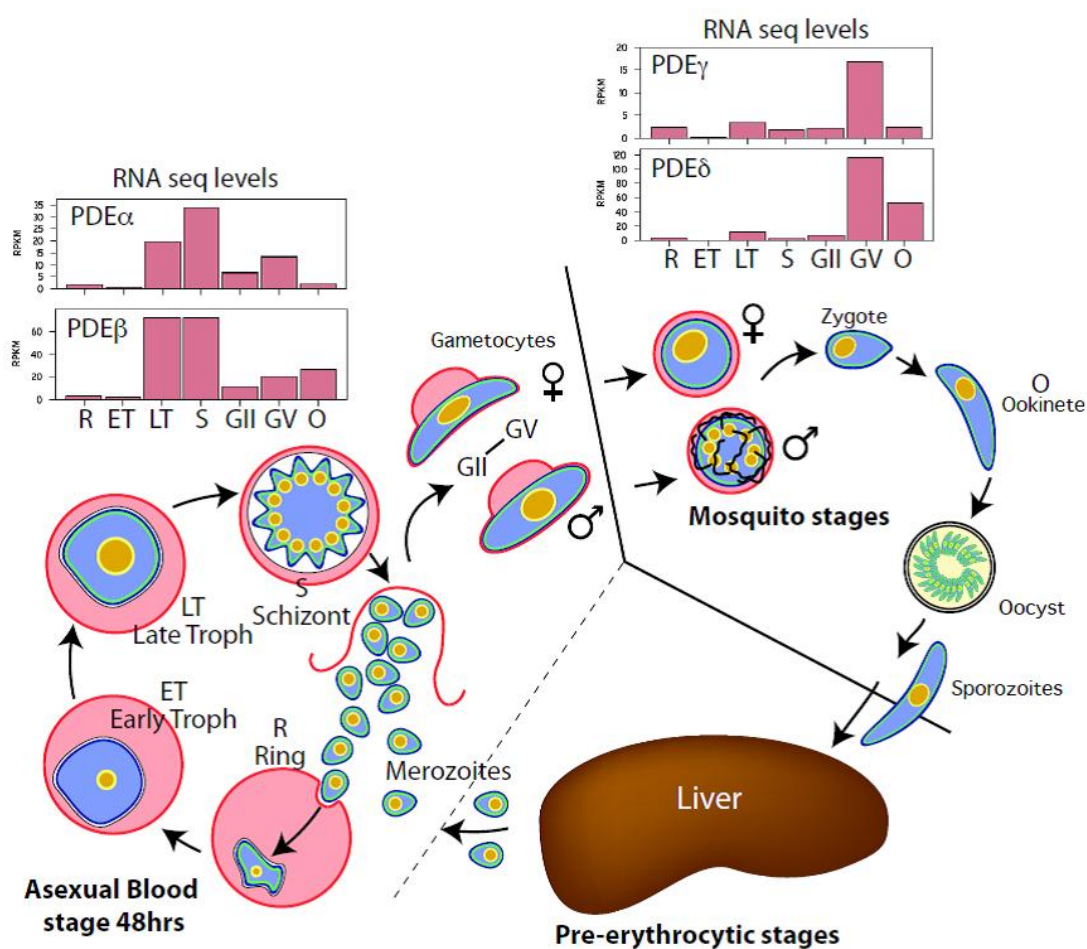 RNA seq levels
PDEγ
RPKM
20
15
10
5
0
PDEδ
RPKM
120
100
80
60
40
20
0
R ET LT S GII GV O
RNA seq levels
PDEα
RPKM
35
30
25
20
15
10
5
0
PDEβ
RPKM
60
40
20
0
R ET LT S GII GV O
Gametocytes
♀
GV
GII
♂
♀
♂
Zygote
O
Ookinete
Mosquito stages
Oocyst
Sporozoites
S
Schizont
LT
Late Troph
ET
Early Troph
R
Ring
Merozoites
Liver
Asexual Blood
stage 48hrs
Pre-erythrocytic stages